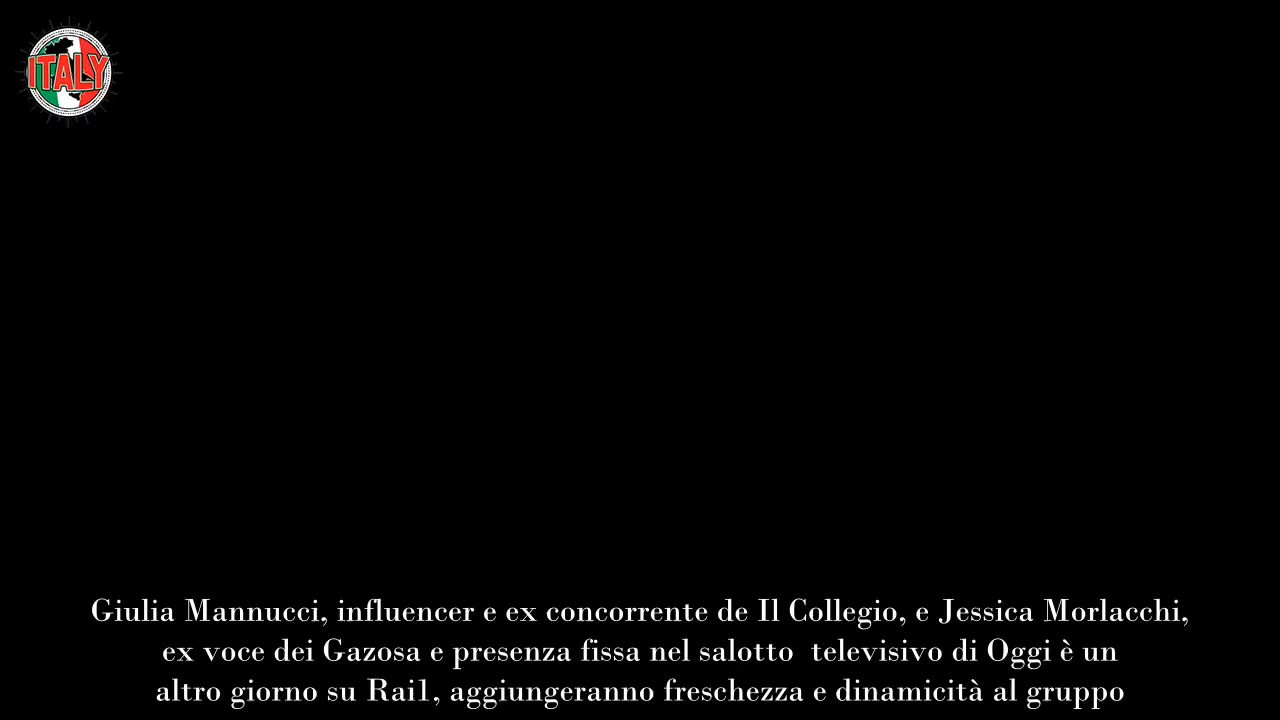 ITALY
Giulia Mannucci, influencer e ex concorrente de Il Collegio, e Jessica Morlacchi,
ex voce dei Gazosa e presenza fissa nel salotto  televisivo di Oggi è un
altro giorno su Rai1, aggiungeranno freschezza e dinamicità al gruppo